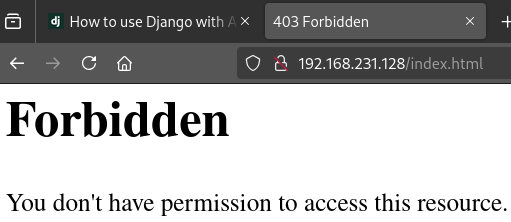 dj How to use Django with A
403 Forbidden
192.168.231.128/index.html
Forbidden
You don't have permission to access this resource.